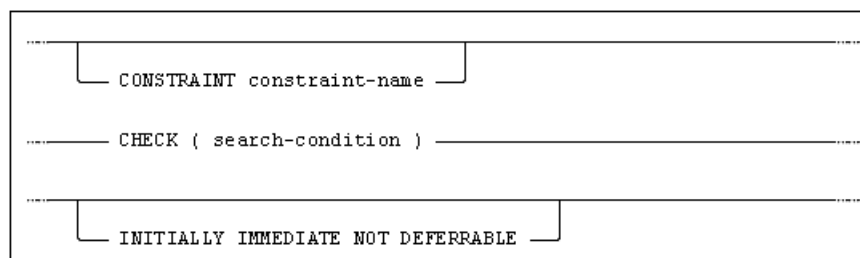 CONSTRAINT constraint-name
CHECK ( search-condition )
INITIALLY IMMEDIATE NOT DEFERRABLE